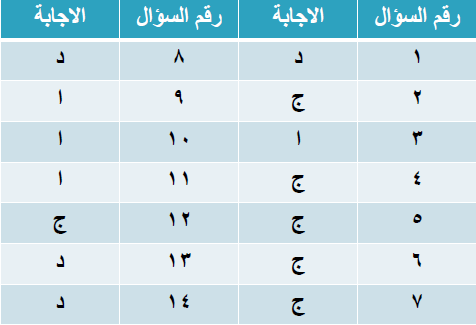 رقم السؤال الاجابة رقم السؤال الاجابة
١ د ٨ د
٢ ج ٩ ا
٣ ا ١٠ ا
٤ ج ١١ ا
٥ ج ١٢ ج
٦ ج ١٣ د
٧ ج ١٤ د